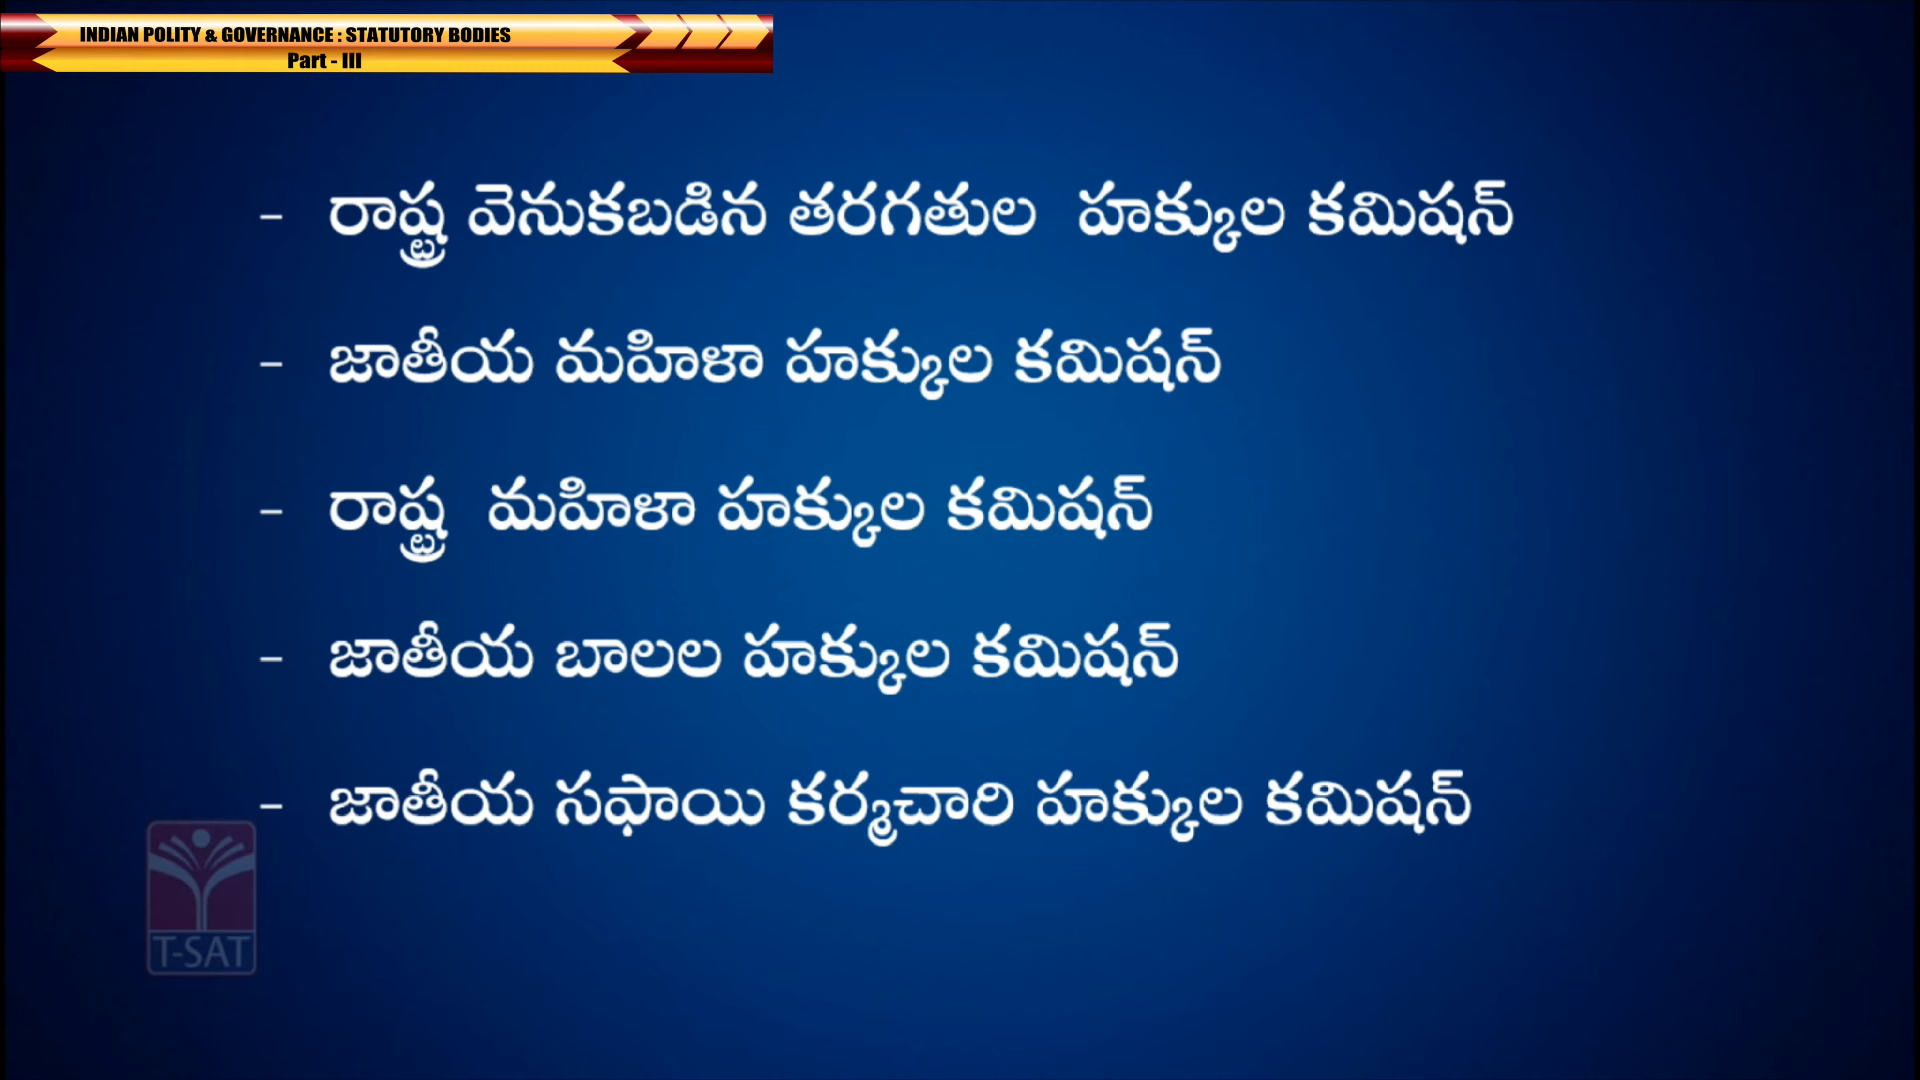 INDIAN POLITY & GOVERNANCE : STATUTORY BODIES
Part - III
- రాష్ట్ర వెనుకబడిన తరగతుల హక్కుల కమిషన్
- జాతీయ మహిళా హక్కుల కమిషన్
- రాష్ట్ర మహిళా హక్కుల కమిషన్
- జాతీయ బాలల హక్కుల కమిషన్
- జాతీయ సఫాయి కర్మచారి హక్కుల కమిషన్
T-SAT